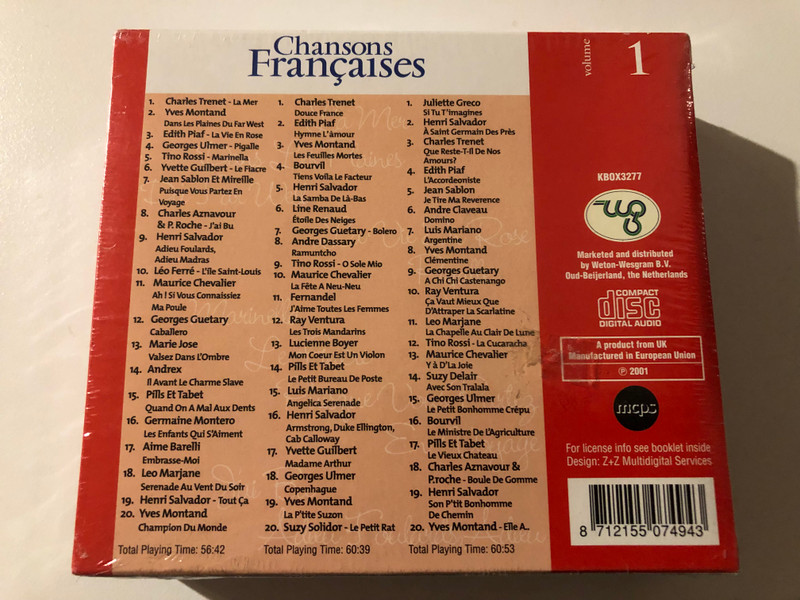 Chansons
Françaises
volume
1
1. Charles Trenet - La Mer
2. Yves Montand
Dans Les Plaines Du Far West
3. Edith Piaf - La Vie En Rose
4. Georges Ulmer - Pigalle
5. Tino Rossi - Marinella
6. Yvette Guilbert - Le Fiacre
7. Jean Sablon Et Mireille
Puisque Vous Partez En
Voyage
8. Charles Aznavour
& P. Roche - J'ai Bu
9. Henri Salvador
Adieu Foulards,
Adieu Madras
10. Léo Ferré - L'île Saint-Louis
11. Maurice Chevalier
Ah ! Si Vous Connaissiez
Ma Poule
12. Georges Guetary
Caballero
13. Marie Jose
Valsez Dans L'Ombre
14. Andrex
Il Avant Le Charme Slave
15. Pills Et Tabet
Quand On A Mal Aux Dents
16. Germaine Montero
Les Enfants Qui S'Aiment
17. Aime Barelli
Embrasse-Moi
18. Leo Marjane
Serenade Au Vent Du Soir
19. Henri Salvador - Tout Ça
20. Yves Montand
Champion Du Monde
Total Playing Time: 56:42
1. Charles Trenet
Douce France
2. Edith Piaf
Hymne L'àmour
3. Yves Montand
Les Feuilles Mortes
4. Bourvil
Tiens Voila Le Facteur
5. Henri Salvador
La Samba De Là-Bas
6. Line Renaud
Étoile Des Neiges
7. Georges Guetary - Bolero
8. Andre Dassary
Ramuntcho
9. Tino Rossi - O Sole Mio
10. Maurice Chevalier
La Fête A Neu-Neu
11. Fernandel
J'Aime Toutes Les Femmes
12. Ray Ventura
Les Trois Mandarins
13. Lucienne Boyer
Mon Coeur Est Un Violon
14. Pills Et Tabet
Le Petit Bureau De Poste
15. Luis Mariano
Angelica Serenade
16. Henri Salvador
Armstrong, Duke Ellington,
Cab Calloway
17. Yvette Guilbert
Madame Arthur
18. Georges Ulmer
Copenhague
19. Yves Montand
La P'tite Suzon
20. Suzy Solidor - Le Petit Rat
Total Playing Time: 60:39
1. Juliette Greco
Si Tu T'imagines
2. Henri Salvador
À Saint Germain Des Près
3. Charles Trenet
Que Reste-T-Il De Nos
Amours?
4. Edith Piaf
L'Accordeoniste
5. Jean Sablon
Je Tire Ma Reverence
6. Andre Claveau
Domino
7. Luis Mariano
Argentine
8. Yves Montand
Clémentine
9. Georges Guetary
A Chi Chi Castenango
10. Ray Ventura
Ça Vaut Mieux Que
D'Attraper La Scarlatine
11. Leo Marjane
La Chapelle Au Clair De Lune
12. Tino Rossi - La Cucaracha
13. Maurice Chevalier
Y à D'La Joie
14. Suzy Delair
Avec Son Tralala
15. Georges Ulmer
Le Petit Bonhomme Crêpu
16. Bourvil
Le Ministre De L'Agriculture
17. Pills Et Tabet
Le Vieux Chateau
18. Charles Aznavour &
P.roche - Boule De Gomme
19. Henri Salvador
Son P'tit Bonhomme
De Chemin
20. Yves Montand - Elle A..
Total Playing Time: 60:53
KBOX3277
Marketed and distributed
by Weton-Wesgram B.V.
Oud-Beijerland, the Netherlands
COMPACT
disc
DIGITAL AUDIO
A product from UK
Manufactured in European Union
℗ 2001
mcps
For license info see booklet inside
Design: Z+Z Multidigital Services
8 712155 074943